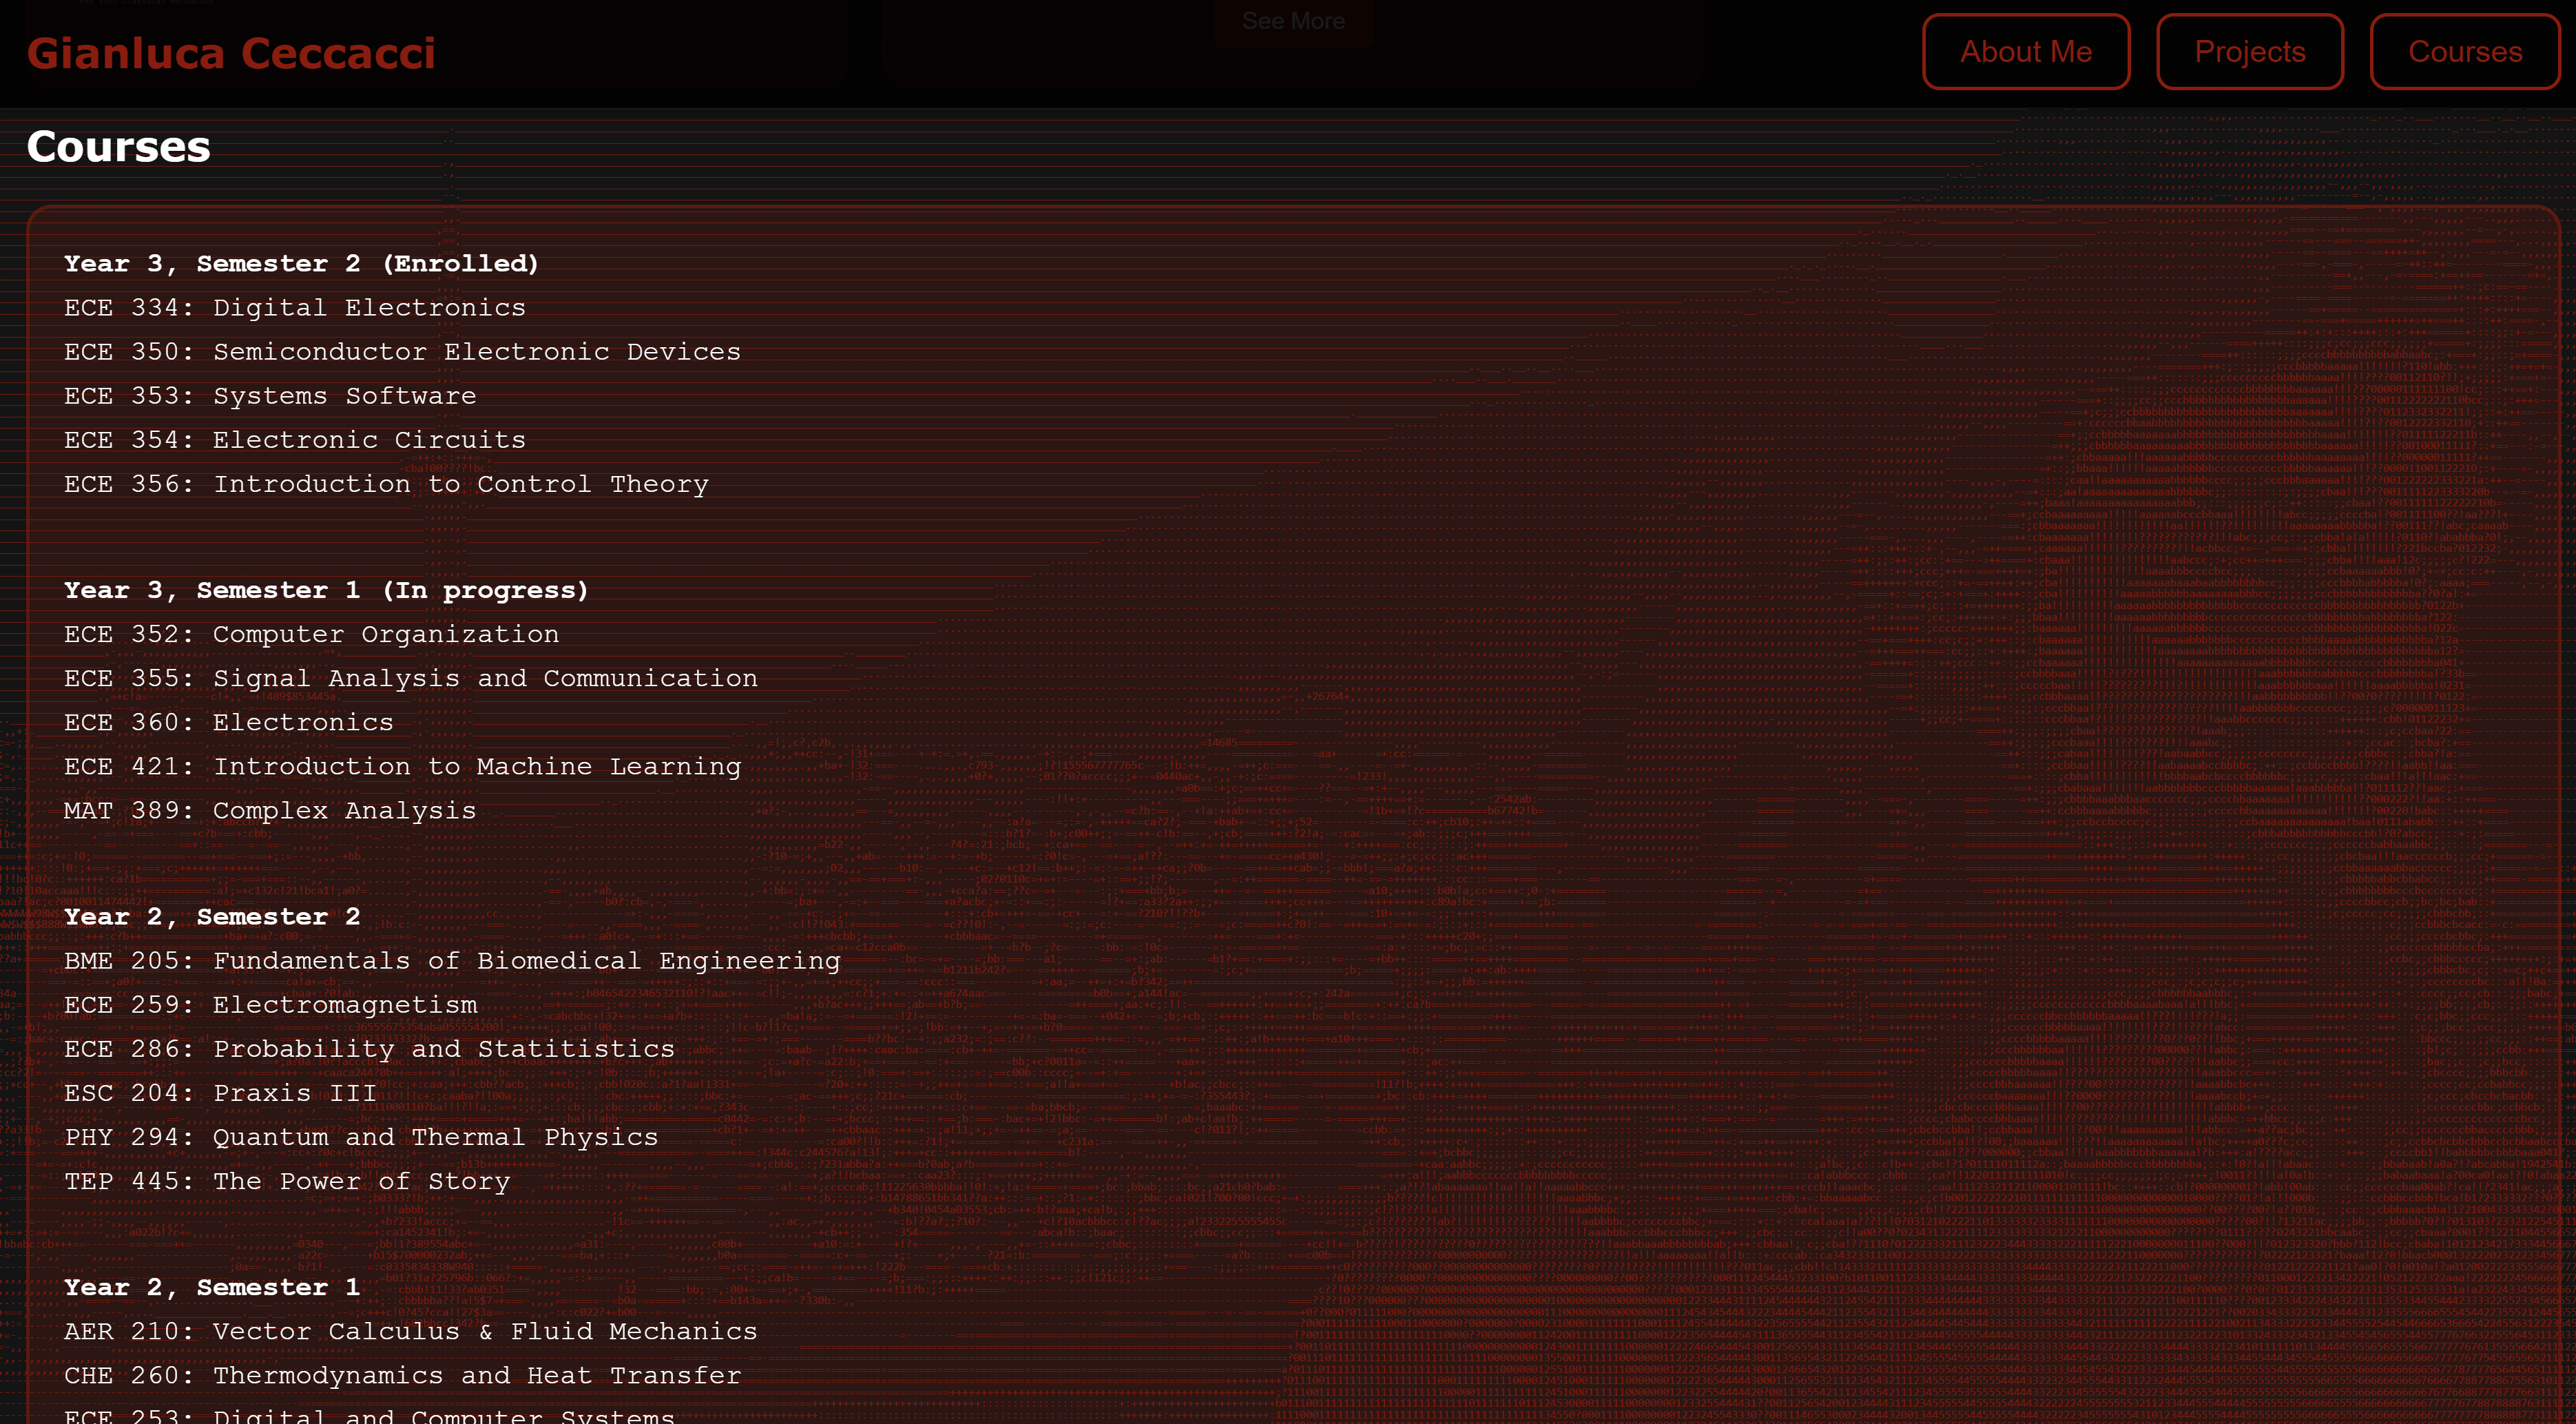 See More
Gianluca Ceccacci
About Me
Projects
Courses
Courses
Year 3, Semester 2 (Enrolled)
ECE 334: Digital Electronics
ECE 350: Semiconductor Electronic Devices
ECE 353: Systems Software
ECE 354: Electronic Circuits
ECE 356: Introduction to Control Theory
Year 3, Semester 1 (In progress)
ECE 352: Computer Organization
ECE 355: Signal Analysis and Communication
ECE 360: Electronics
ECE 421: Introduction to Machine Learning
MAT 389: Complex Analysis
Year 2, Semester 2
BME 205: Fundamentals of Biomedical Engineering
ECE 259: Electromagnetism
ECE 286: Probability and Statitistics
ESC 204: Praxis III
PHY 294: Quantum and Thermal Physics
TEP 445: The Power of Story
Year 2, Semester 1
AER 210: Vector Calculus & Fluid Mechanics
CHE 260: Thermodynamics and Heat Transfer
ECE 253: Digital and Computer Systems